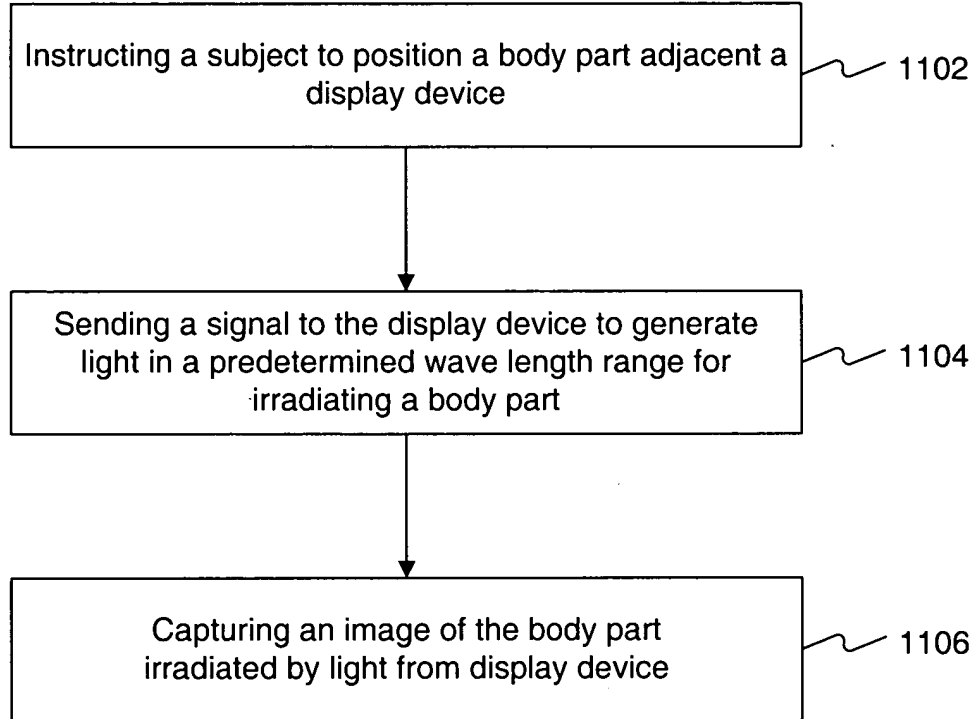 Instructing a subject to position a body part adjacent a
display device
1102
Sending a signal to the display device to generate
light in a predetermined wave length range for
irradiating a body part
1104
Capturing an image of the body part
irradiated by light from display device
1106